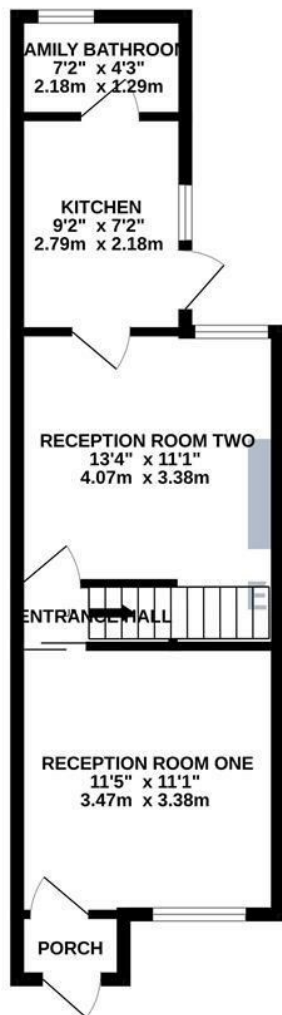 AMILY BATHROOM
7'2" x 4'3"
2.18m x 1.29m
KITCHEN
9'2" x 7'2"
2.79m x 2.18m
RECEPTION ROOM TWO
13'4" x 11'1"
4.07m x 3.38m
E
ENTRANCE HALL
RECEPTION ROOM ONE
11'5" x 11'1"
3.47m x 3.38m
PORCH